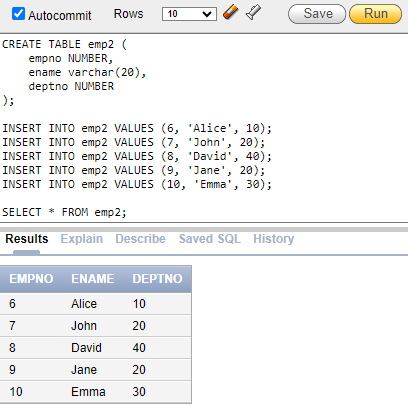 Autocommit Rows 10 Save Run
CREATE TABLE emp2 (
    empno NUMBER,
    ename varchar(20),
    deptno NUMBER
);

INSERT INTO emp2 VALUES (6, 'Alice', 10);
INSERT INTO emp2 VALUES (7, 'John', 20);
INSERT INTO emp2 VALUES (8, 'David', 40);
INSERT INTO emp2 VALUES (9, 'Jane', 20);
INSERT INTO emp2 VALUES (10, 'Emma', 30);

SELECT * FROM emp2;
Results Explain Describe Saved SQL History
EMPNO ENAME DEPTNO
6 Alice 10
7 John 20
8 David 40
9 Jane 20
10 Emma 30